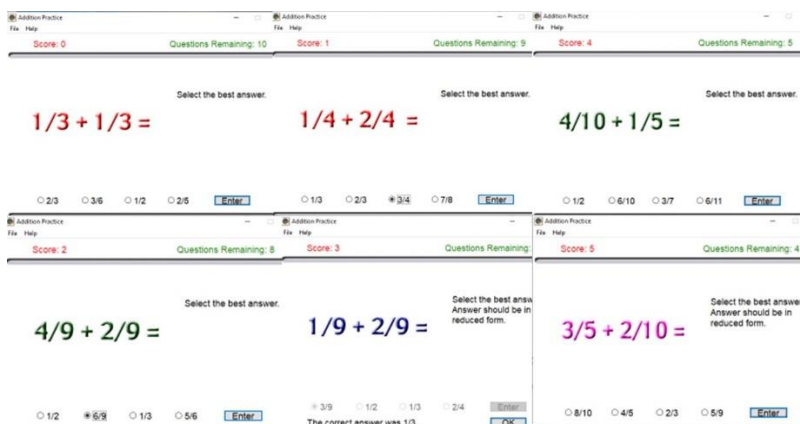 Addition Practice
File Help
Score: 0 Questions Remaining: 10
Select the best answer.
1/3 + 1/3 =
2/3 3/6 1/2 2/5 Enter
Addition Practice
File Help
Score: 1 Questions Remaining: 9
Select the best answer.
1/4 + 2/4 =
1/3 2/3 3/4 7/8 Enter
Addition Practice
File Help
Score: 4 Questions Remaining: 5
Select the best answer.
4/10 + 1/5 =
1/2 6/10 3/7 6/11 Enter
Addition Practice
File Help
Score: 2 Questions Remaining: 8
Select the best answer.
4/9 + 2/9 =
1/2 6/9 1/3 5/6 Enter
Addition Practice
File Help
Score: 3 Questions Remaining:
Select the best answ
Answer should be in
reduced form.
1/9 + 2/9 =
3/9 1/2 1/3 2/4 Enter
The correct answer was 1/3 OK
Addition Practice
File Help
Score: 5 Questions Remaining: 4
Select the best answe
Answer should be in
reduced form.
3/5 + 2/10 =
8/10 4/5 2/3 5/9 Enter